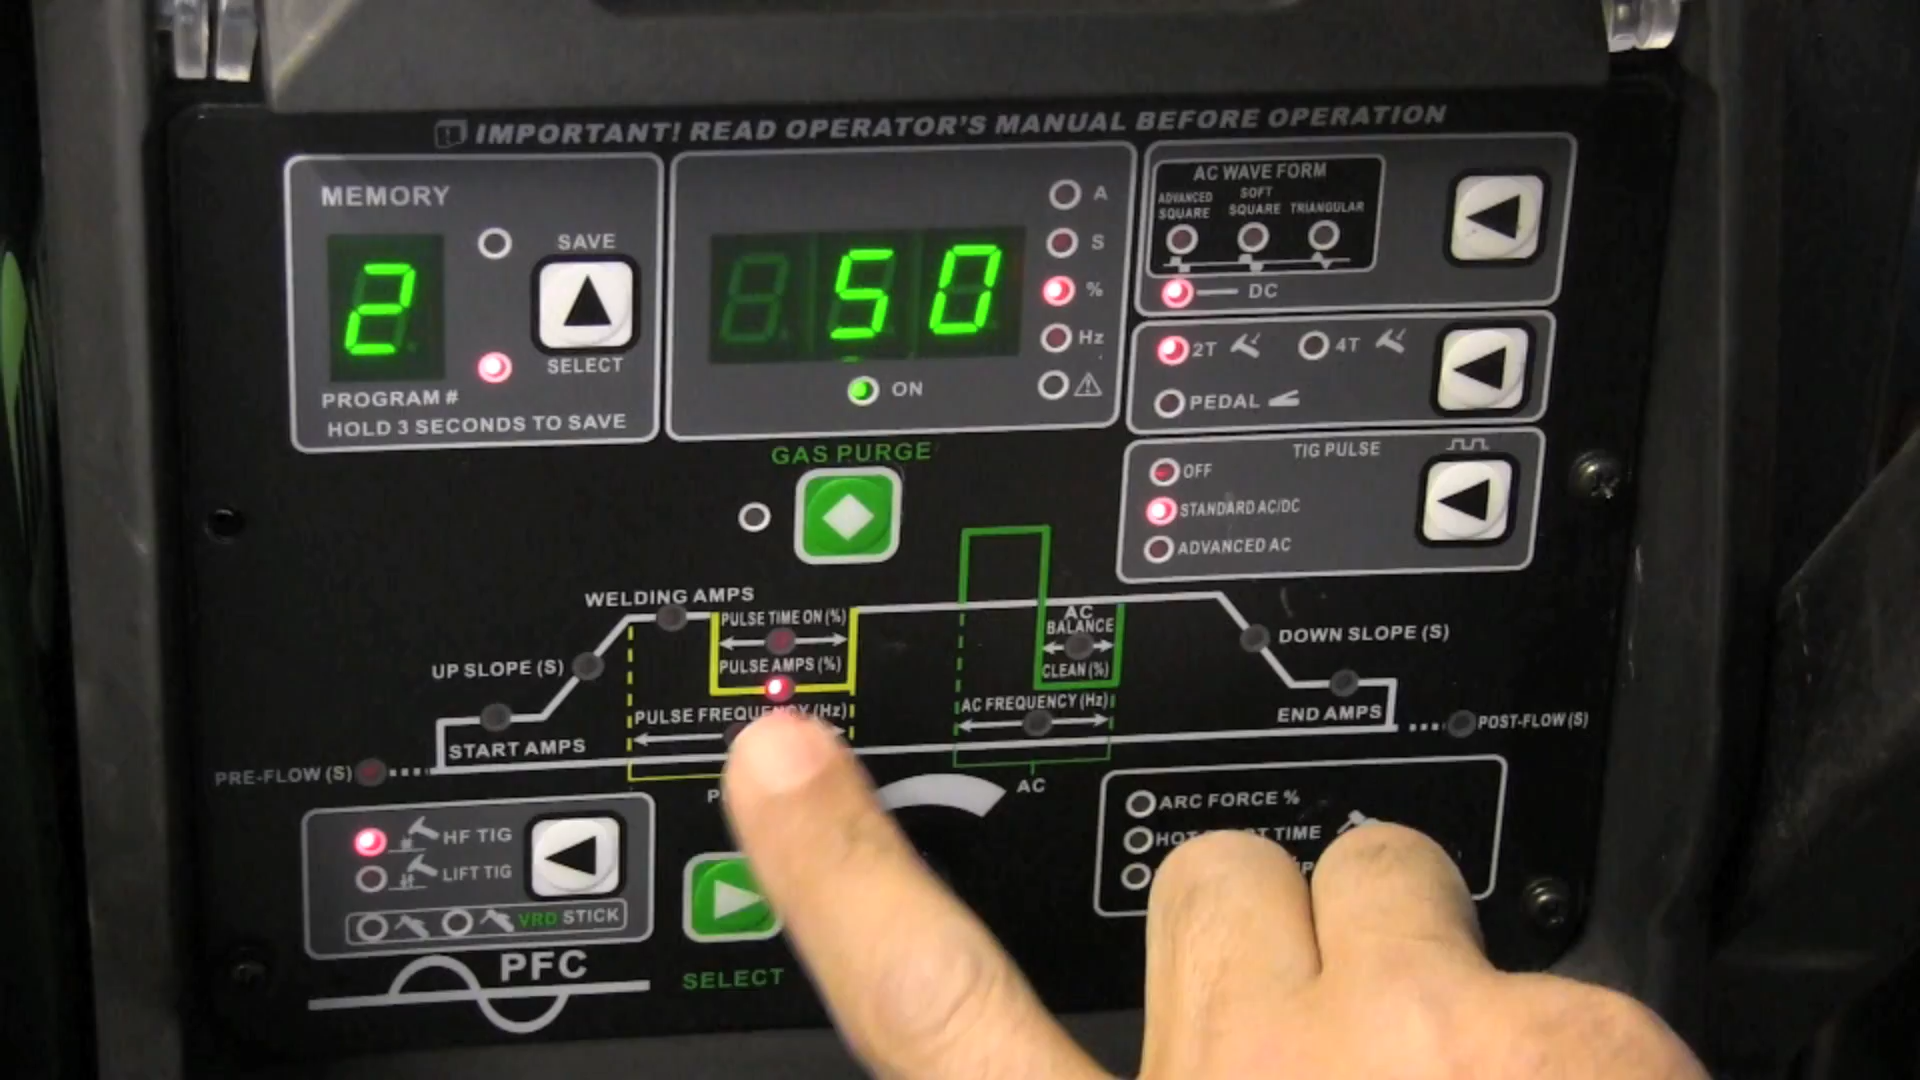 IMPORTANT! READ OPERATOR'S MANUAL BEFORE OPERATION
MEMORY
2
SAVE
SELECT
PROGRAM #
HOLD 3 SECONDS TO SAVE
50
A
S
%
Hz
ON
AC WAVE FORM
ADVANCED SQUARE
SOFT SQUARE
TRIANGULAR
DC
2T
4T
PEDAL
TIG PULSE
OFF
STANDARD AC/DC
ADVANCED AC
GAS PURGE
WELDING AMPS
PULSE TIME ON (%)
PULSE AMPS (%)
PULSE FREQUENCY (Hz)
UP SLOPE (S)
START AMPS
PRE-FLOW (S)
AC BALANCE
CLEAN (%)
AC FREQUENCY (Hz)
AC
DOWN SLOPE (S)
END AMPS
POST-FLOW (S)
HF TIG
LIFT TIG
VRD STICK
PFC
SELECT
ARC FORCE %
TIME